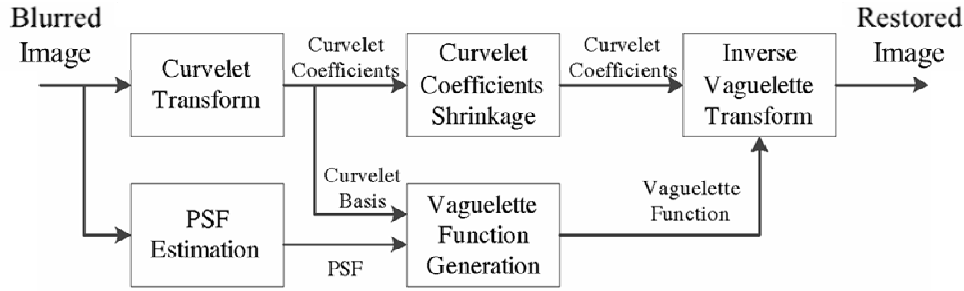 Blurred
Image
Curvelet
Transform
Curvelet
Coefficients
Curvelet
Coefficients
Shrinkage
Curvelet
Coefficients
Inverse
Vaguelette
Transform
Restored
Image
PSF
Estimation
Curvelet
Basis
PSF
Vaguelette
Function
Generation
Vaguelette
Function